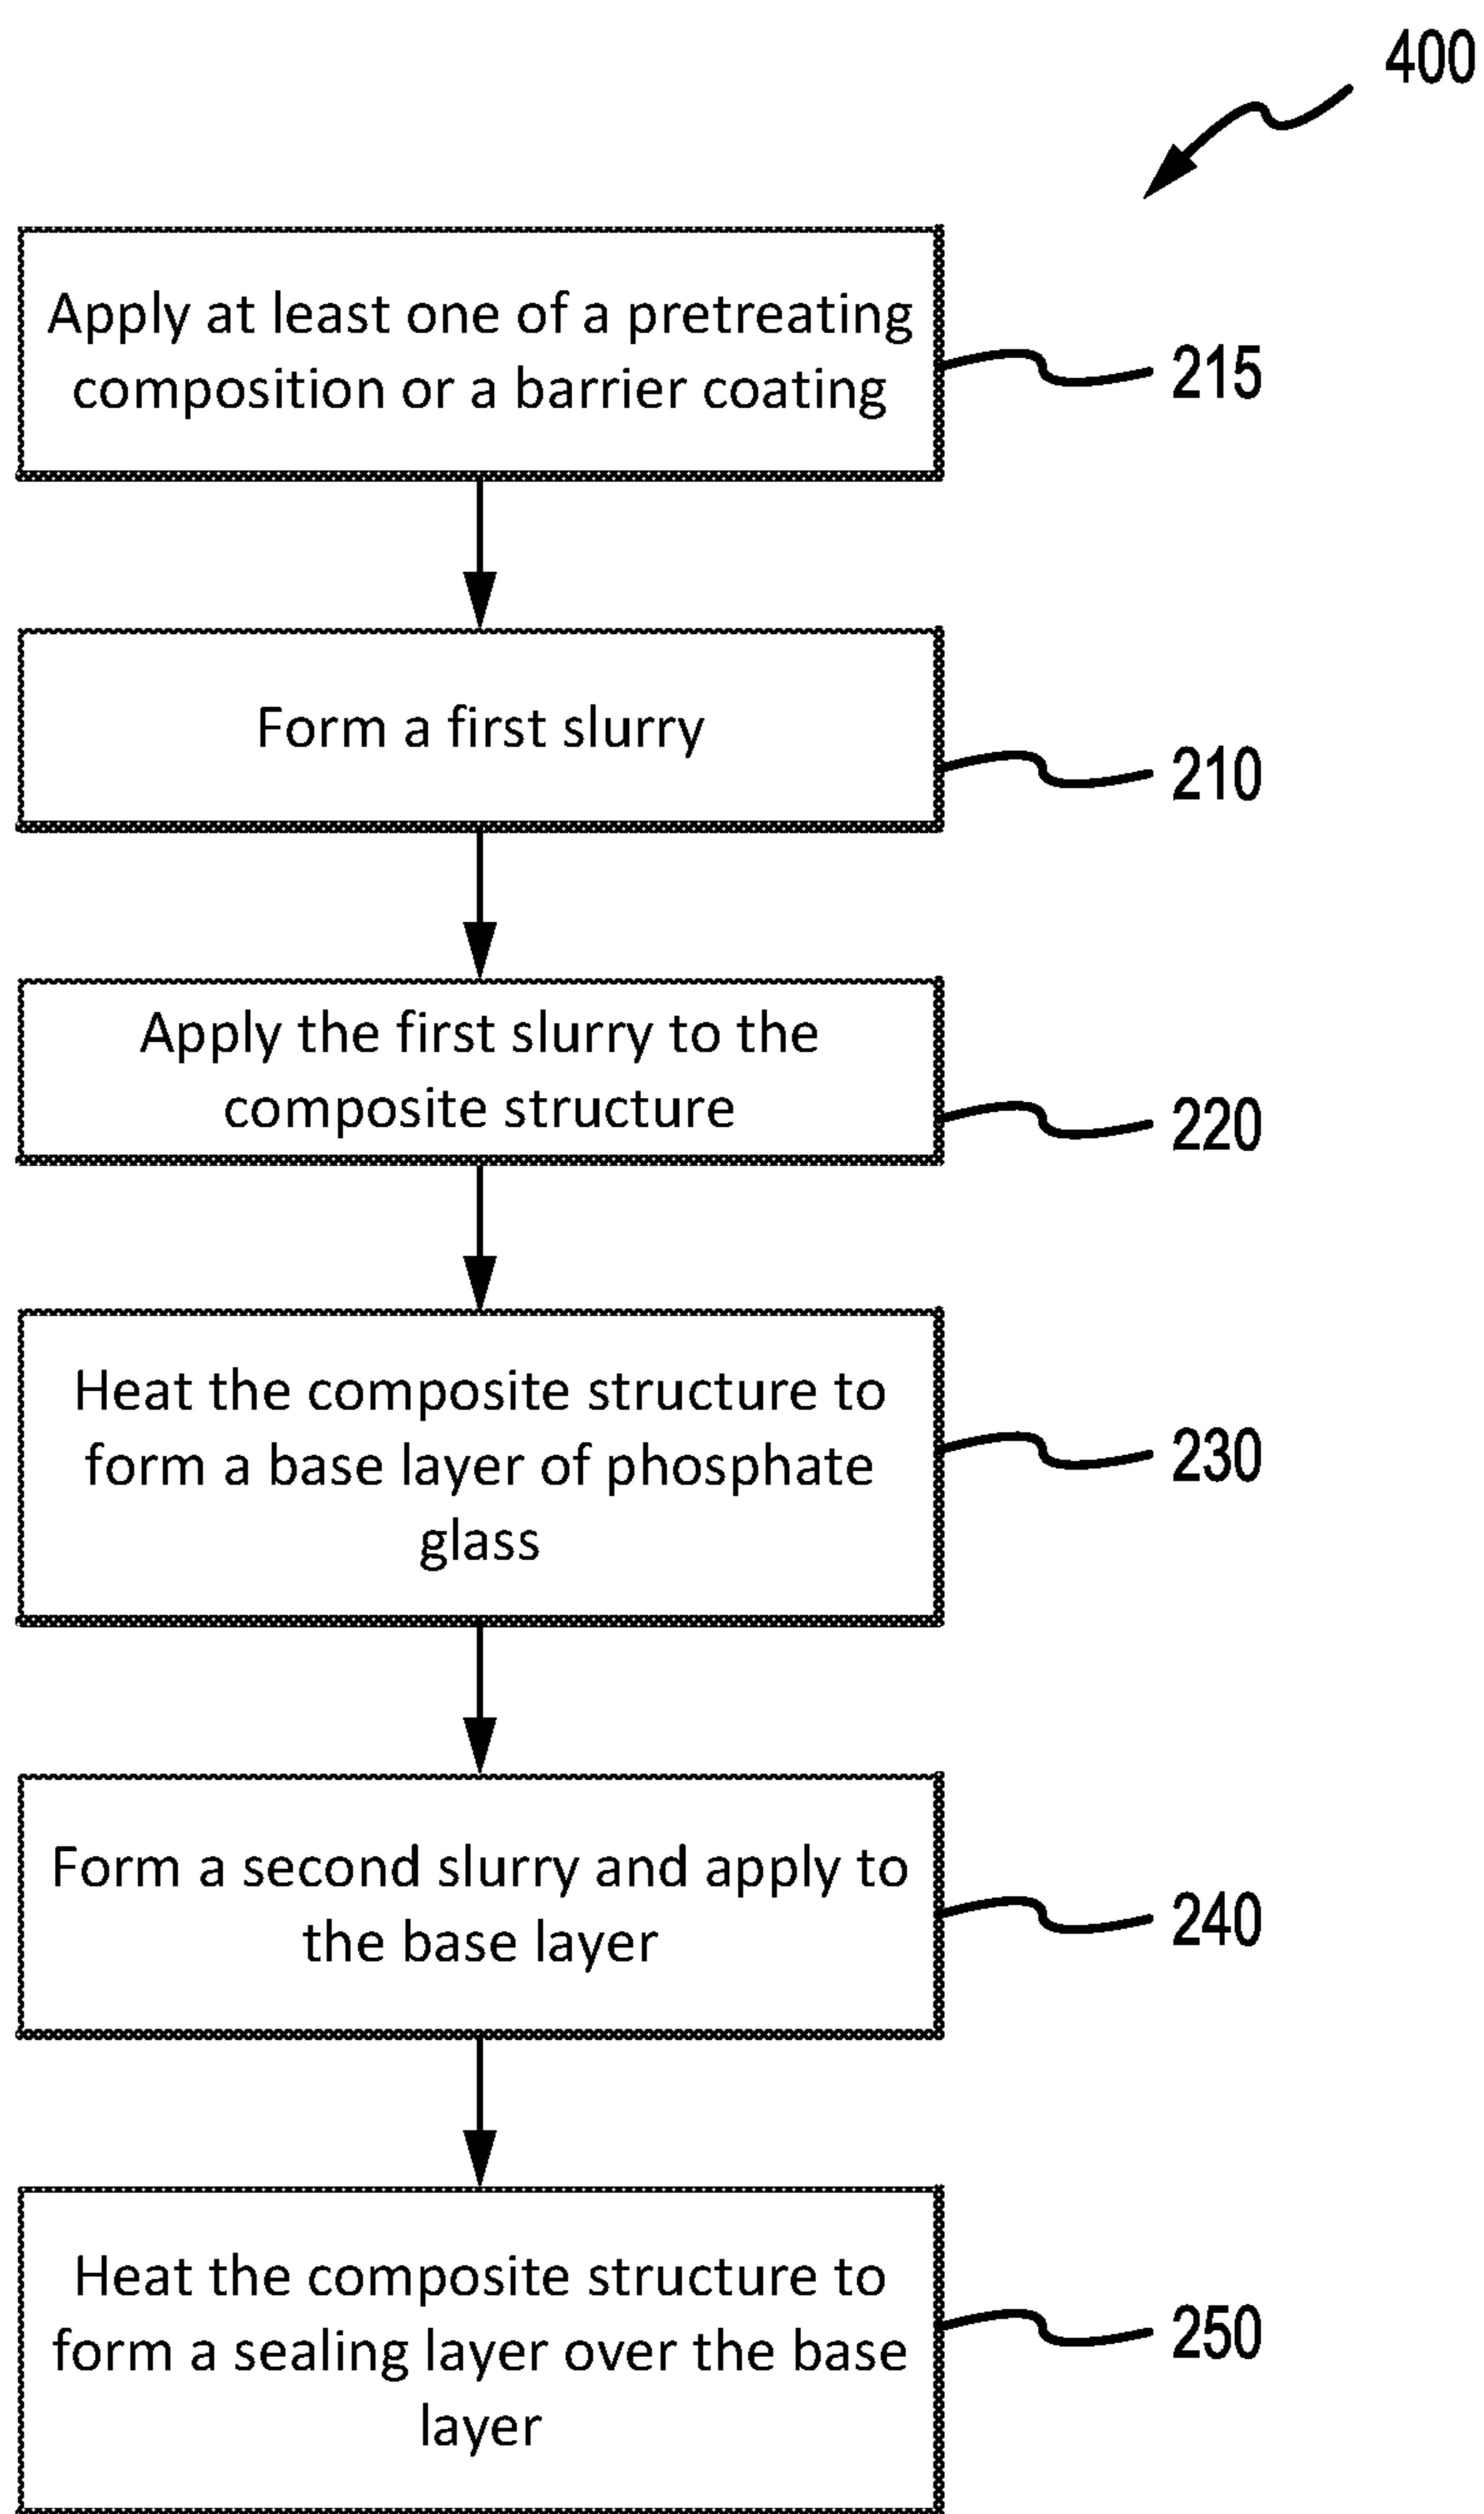 400
Apply at least one of a pretreating
composition or a barrier coating
215
Form a first slurry
210
Apply the first slurry to the
composite structure
220
Heat the composite structure to
form a base layer of phosphate
glass
230
Form a second slurry and apply to
the base layer
240
Heat the composite structure to
form a sealing layer over the base
layer
250